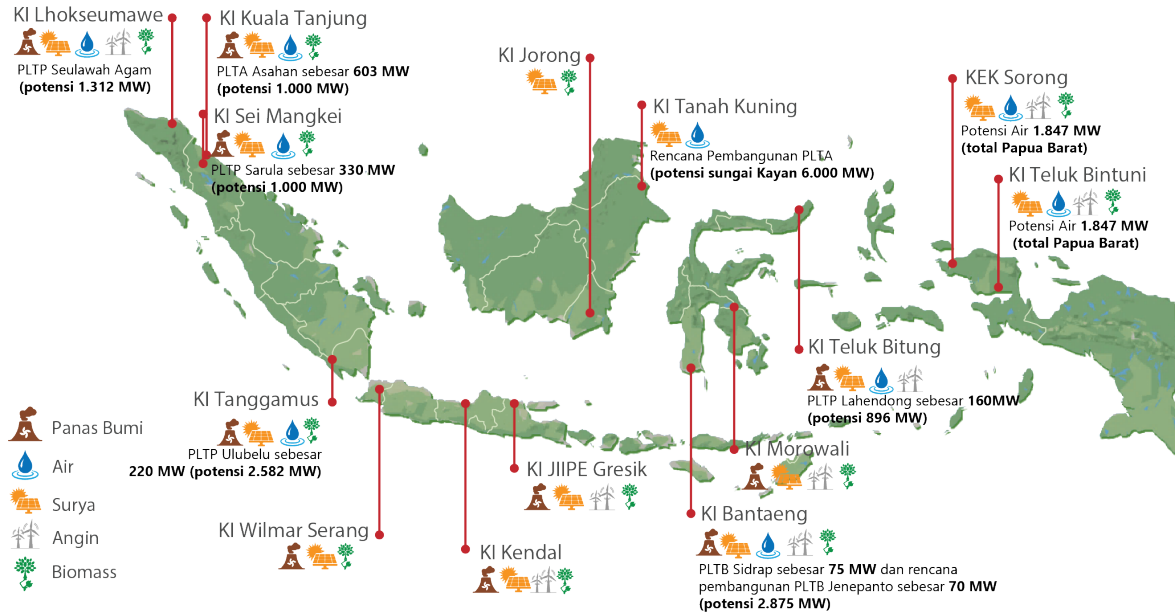 KI Lhokseumawe
PLTP Seulawah Agam
(potensi 1.312 MW)
KI Kuala Tanjung
PLTA Asahan sebesar 603 MW
(potensi 1.000 MW)
KI Sei Mangkei
PLTP Sarula sebesar 330 MW
(potensi 1.000 MW)
KI Jorong
KI Tanah Kuning
Rencana Pembangunan PLTA
(potensi sungai Kayan 6.000 MW)
KEK Sorong
Potensi Air 1.847 MW
(total Papua Barat)
KI Teluk Bintuni
Potensi Air 1.847 MW
(total Papua Barat)
KI Teluk Bitung
PLTP Lahendong sebesar 160MW
(potensi 896 MW)
KI Tanggamus
PLTP Ulubelu sebesar
220 MW (potensi 2.582 MW)
KI Morowali
KI JIIPE Gresik
KI Bantaeng
PLTB Sidrap sebesar 75 MW dan rencana
pembangunan PLTB Jenepanto sebesar 70 MW
(potensi 2.875 MW)
KI Wilmar Serang
KI Kendal
Panas Bumi
Air
Surya
Angin
Biomass